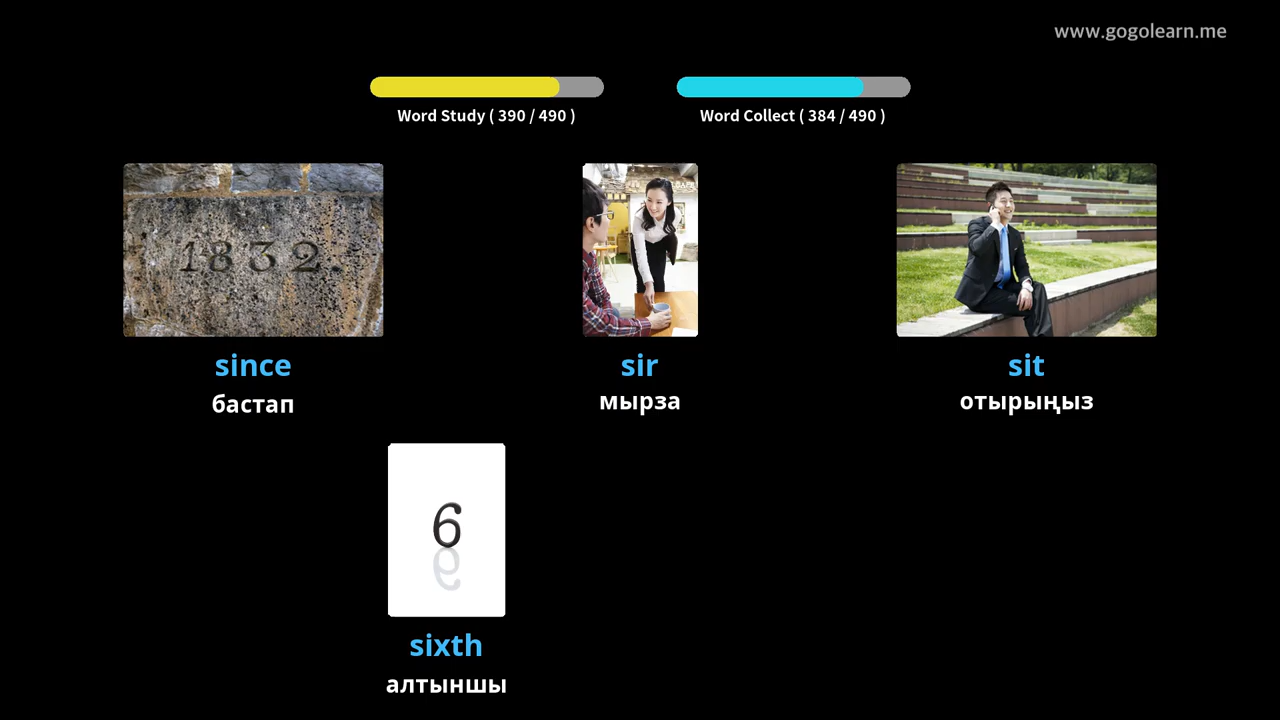 www.gogolearn.me
Word Study ( 390 / 490 )
Word Collect ( 384 / 490 )
1832.
since
sir
sit
бастап
мырза
отырыңыз
6
sixth
алтыншы